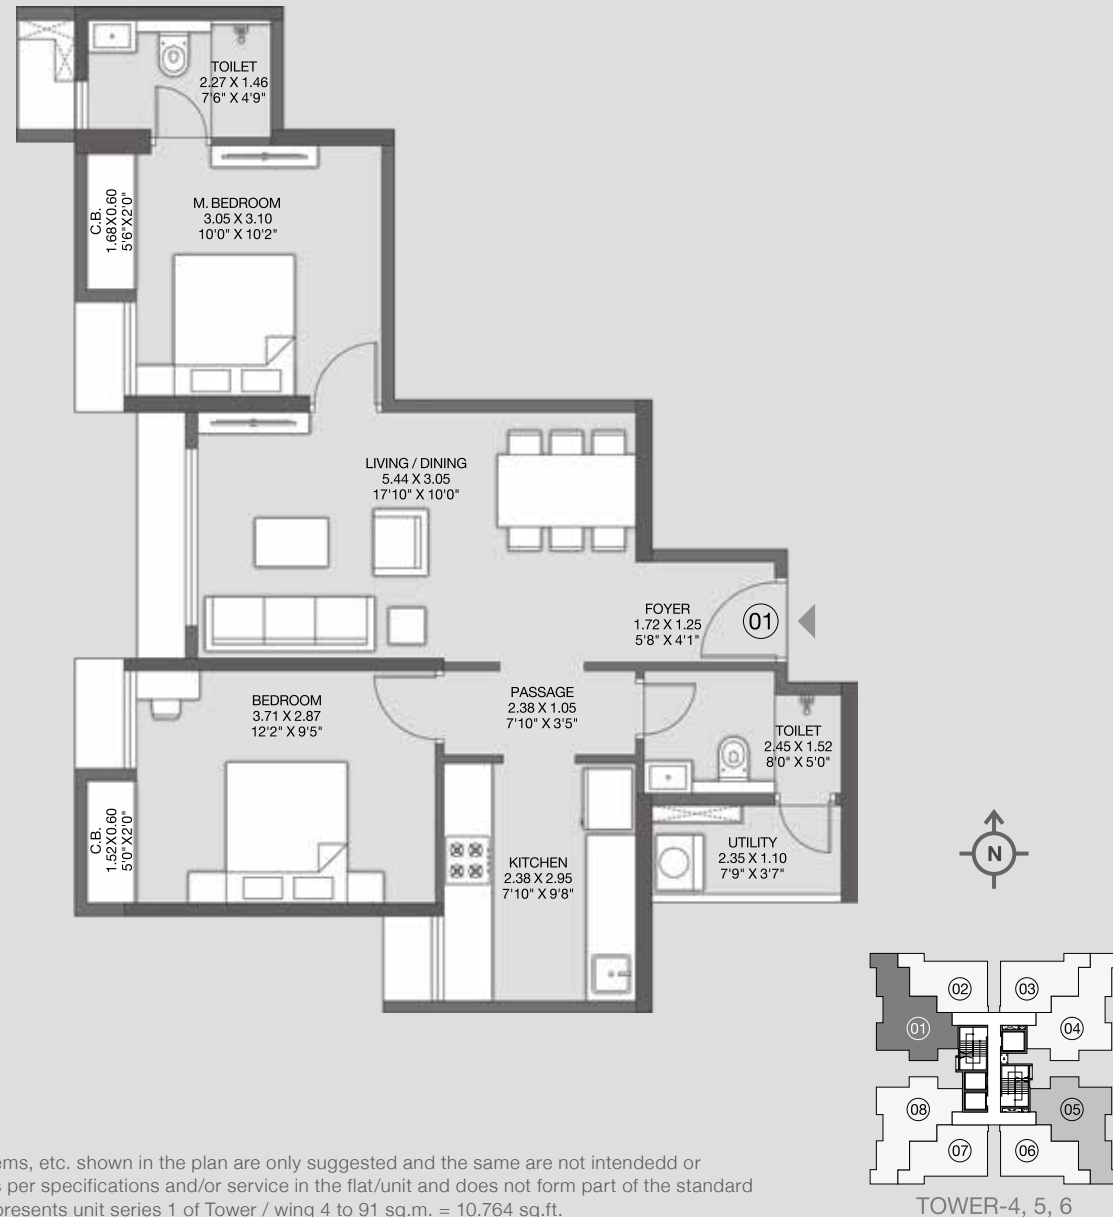 TOILET
2.27 X 1.46
7'6" X 4'9"
C.B.
1.68X0.60
5'6"X2'0"
M. BEDROOM
3.05 X 3.10
10'0" X 10'2"
LIVING / DINING
5.44 X 3.05
17'10" X 10'0"
FOYER
1.72 X 1.25
5'8" X 4'1"
01
BEDROOM
3.71 X 2.87
12'2" X 9'5"
PASSAGE
2.38 X 1.05
7'10" X 3'5"
TOILET
2.45 X 1.52
8'0" X 5'0"
C.B.
1.52X0.60
5'0"X2'0"
KITCHEN
2.38 X 2.95
7'10" X 9'8"
UTILITY
2.35 X 1.10
7'9" X 3'7"
N
02
03
01
04
08
05
07
06
TOWER-4, 5, 6
ems, etc. shown in the plan are only suggested and the same are not intendedd or
s per specifications and/or service in the flat/unit and does not form part of the standard
presents unit series 1 of Tower / wing 4 to 91 sq.m. = 10.764 sq.ft.